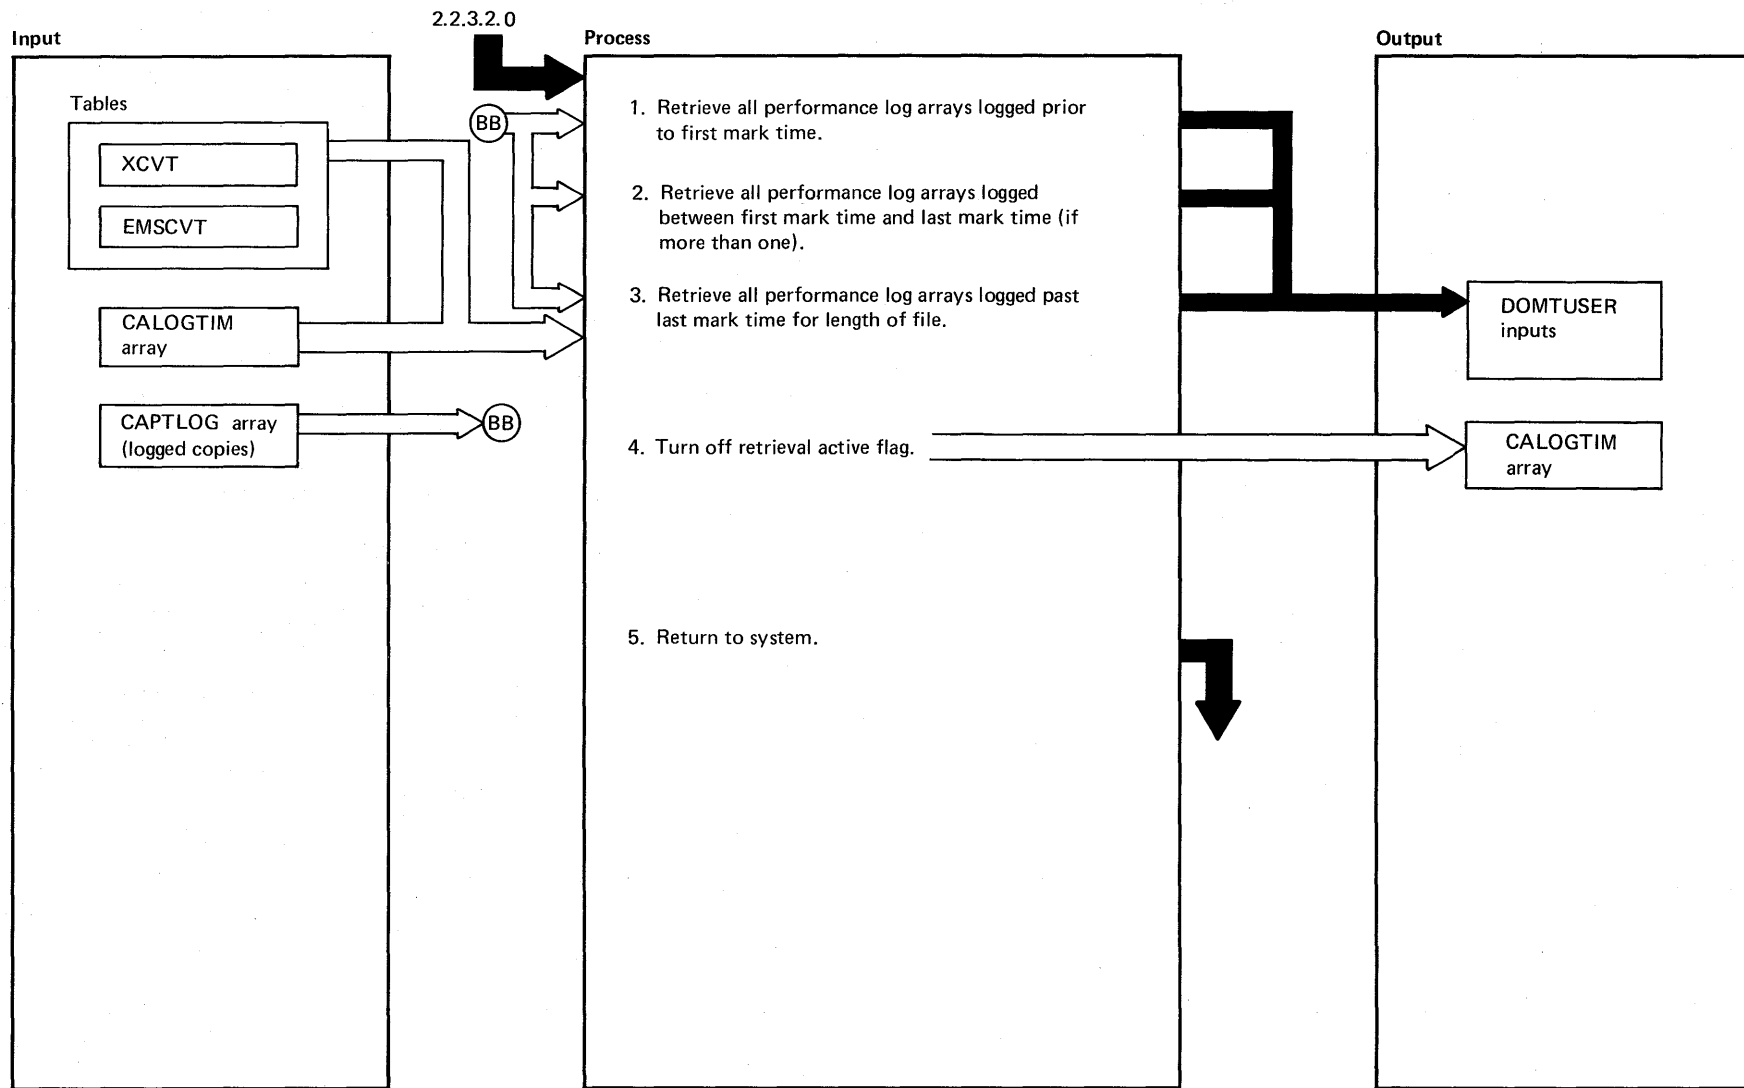 2.2.3.2.0
Input
Process
Output
Tables
XCVT
EMSCVT
CALOGTIM
array
CAPTLOG array
(logged copies)
BB
BB
1. Retrieve all performance log arrays logged prior
to first mark time.
2. Retrieve all performance log arrays logged
between first mark time and last mark time (if
more than one).
3. Retrieve all performance log arrays logged past
last mark time for length of file.
4. Turn off retrieval active flag.
5. Return to system.
DOMTUSER
inputs
CALOGTIM
array